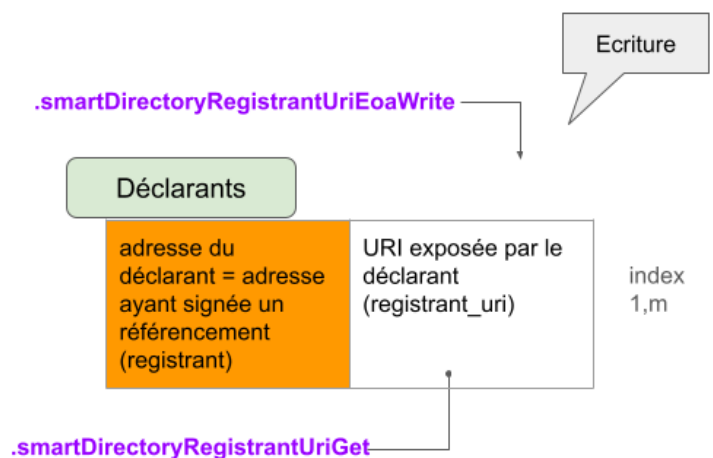 Ecriture
.smartDirectoryRegistrantUriEoaWrite
Déclarants
adresse du
déclarant = adresse
ayant signée un
référencement
(registrant)
URI exposée par le
déclarant
(registrant_uri)
index
1,m
.smartDirectoryRegistrantUriGet